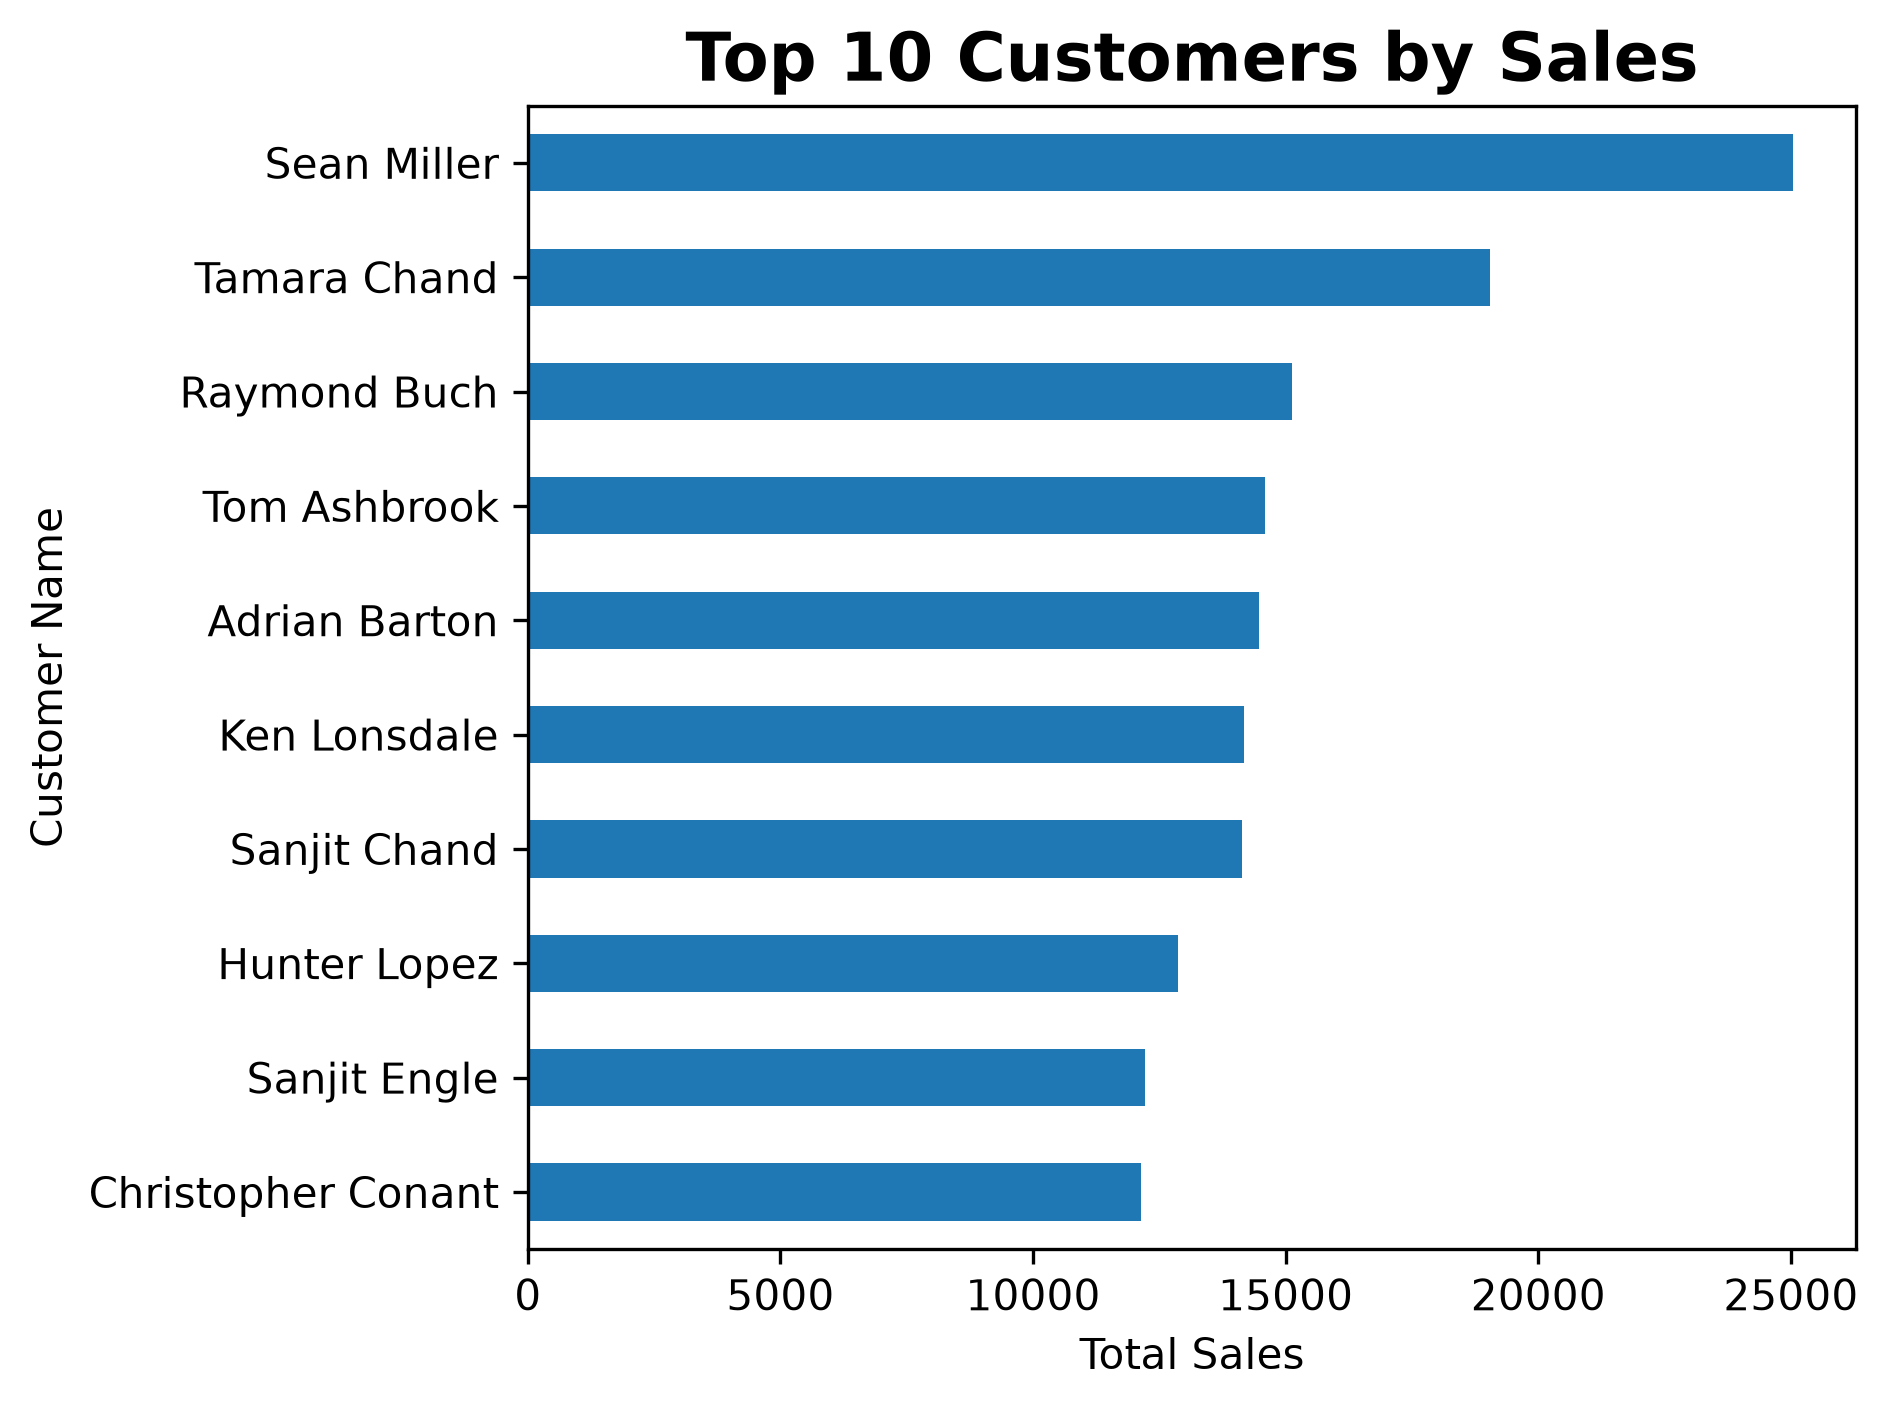 Top 10 Customers by Sales
Customer Name
Sean Miller
Tamara Chand
Raymond Buch
Tom Ashbrook
Adrian Barton
Ken Lonsdale
Sanjit Chand
Hunter Lopez
Sanjit Engle
Christopher Conant
0 5000 10000 15000 20000 25000
Total Sales